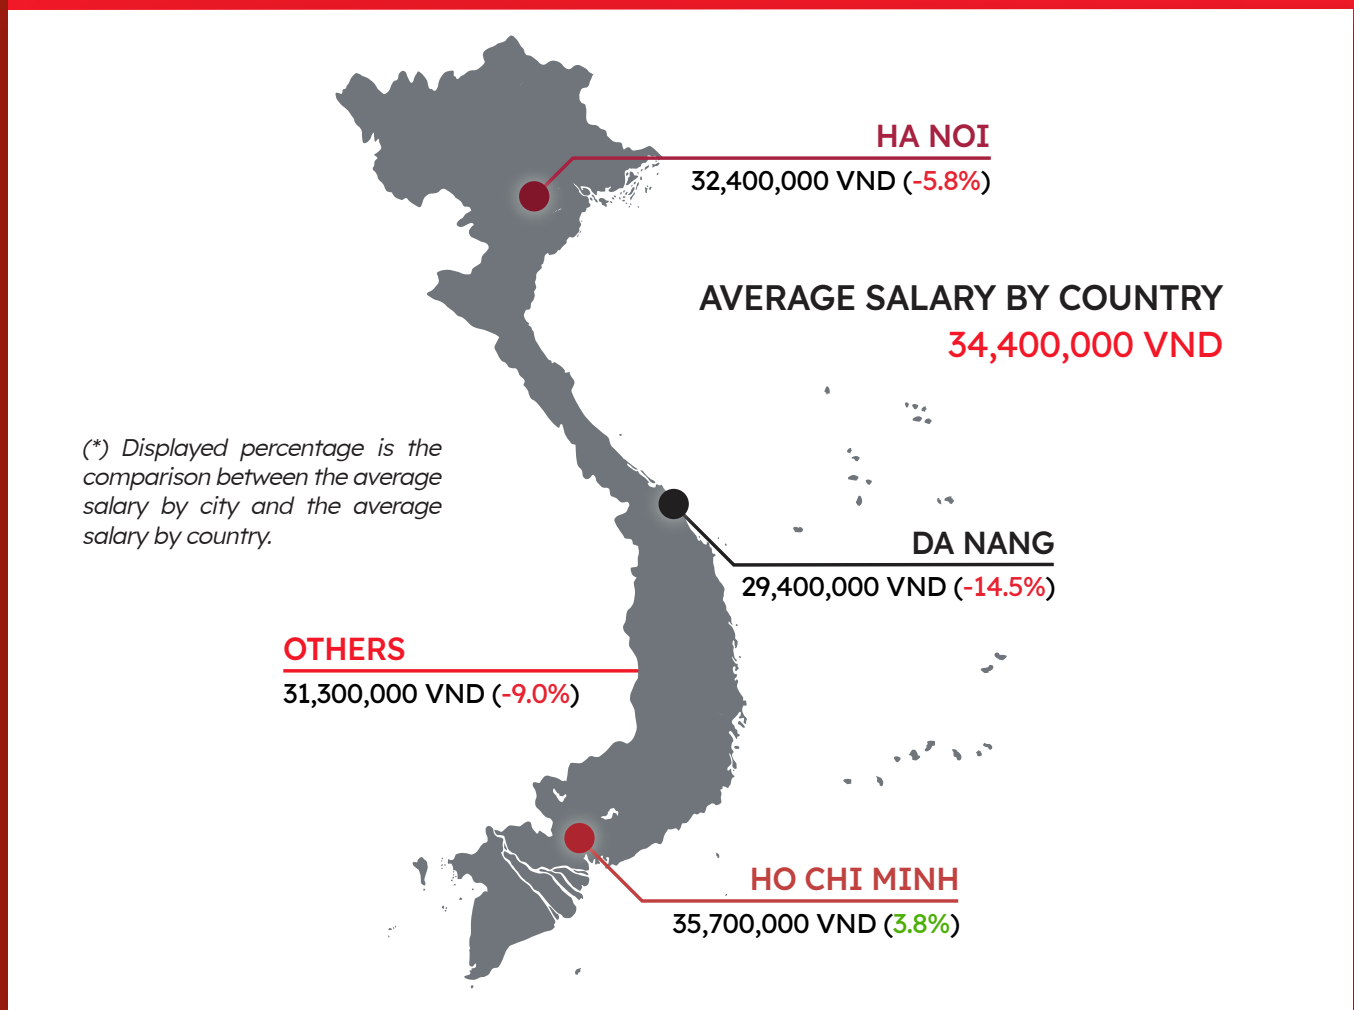 HA NOI
32,400,000 VND (-5.8%)
AVERAGE SALARY BY COUNTRY
34,400,000 VND
(*) Displayed percentage is the
comparison between the average
salary by city and the average
salary by country.
DA NANG
29,400,000 VND (-14.5%)
OTHERS
31,300,000 VND (-9.0%)
HO CHI MINH
35,700,000 VND (3.8%)